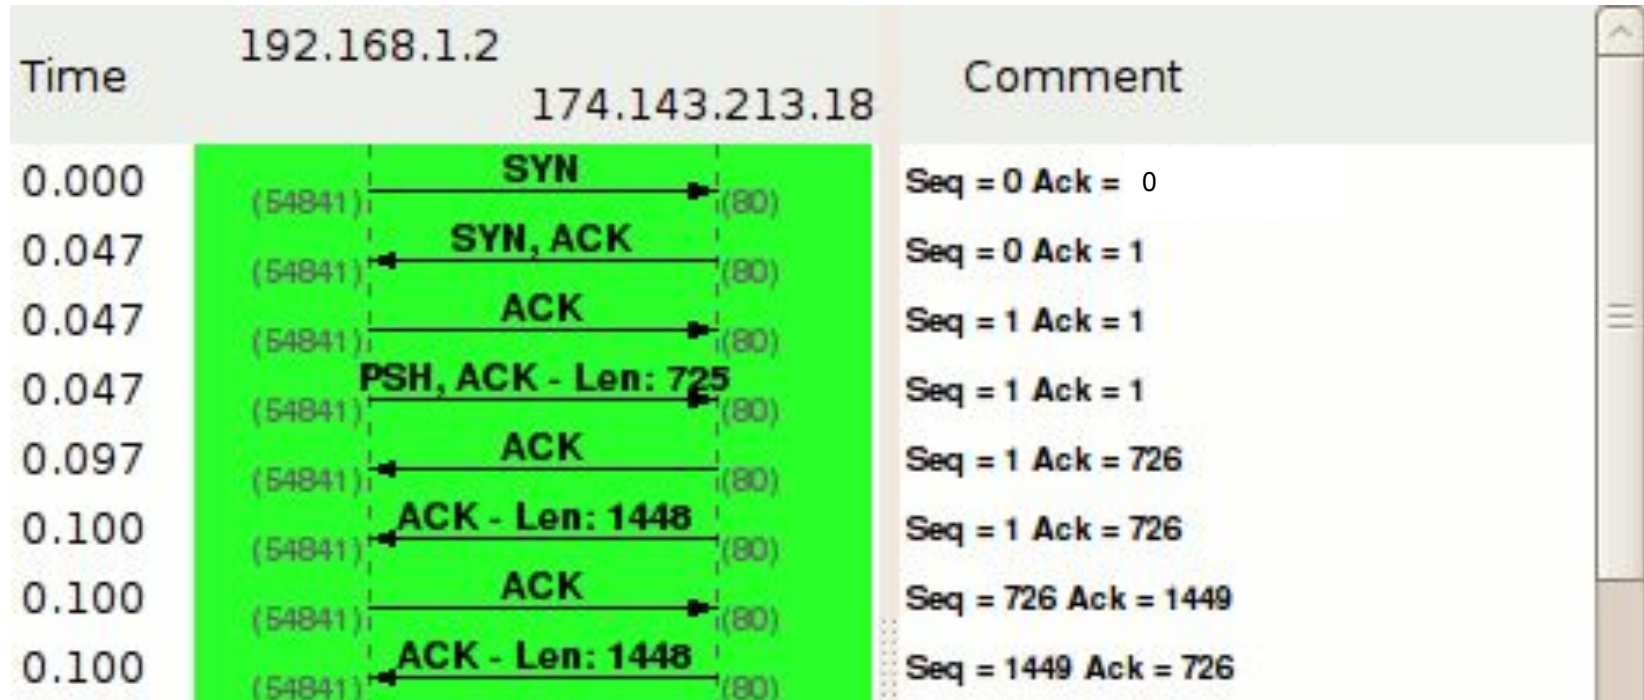 192.168.1.2
Time
Comment
174.143.213.18
0.000 SYN Seq = 0 Ack = 0
(54841) (80)
0.047 SYN, ACK Seq = 0 Ack = 1
(54841) (80)
0.047 ACK Seq = 1 Ack = 1
(54841) (80)
0.047 PSH, ACK - Len: 725 Seq = 1 Ack = 1
(54841) (80)
0.097 ACK Seq = 1 Ack = 726
(54841) (80)
0.100 ACK - Len: 1448 Seq = 1 Ack = 726
(54841) (80)
0.100 ACK Seq = 726 Ack = 1449
(54841) (80)
0.100 ACK - Len: 1448 Seq = 1449 Ack = 726
(54841) (80)